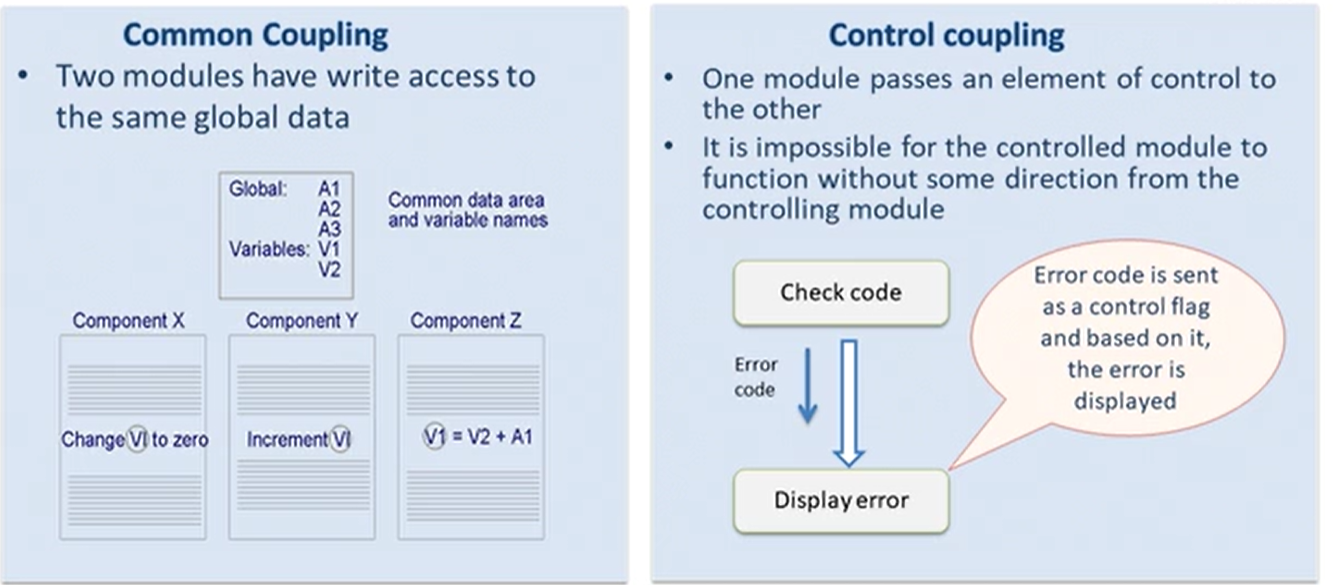 Common Coupling
• Two modules have write access to
the same global data
Global: A1
A2
A3
Variables: V1
V2
Common data area
and variable names
Component X
Component Y
Component Z
Change VI to zero
Increment VI
V1 = V2 + A1
Control coupling
• One module passes an element of control to
the other
• It is impossible for the controlled module to
function without some direction from the
controlling module
Check code
Error
code
Display error
Error code is sent
as a control flag
and based on it,
the error is
displayed